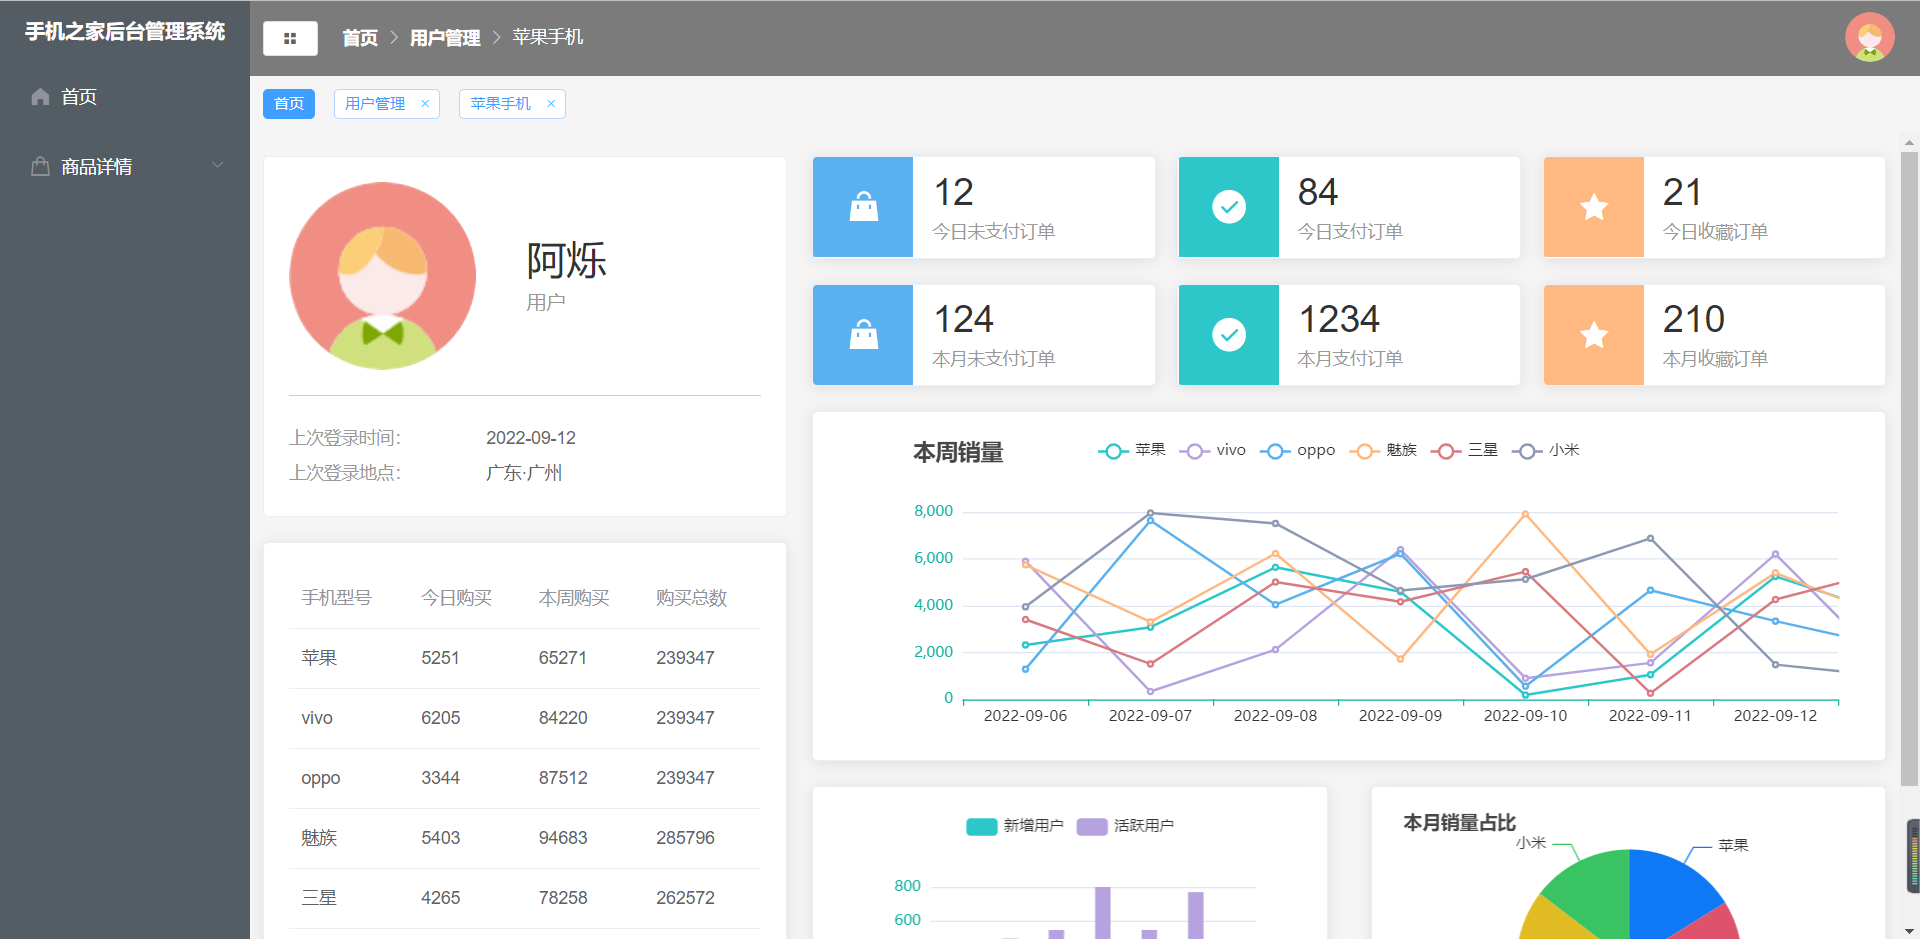 手机之家后台管理系统
首页
商品详情
首页 用户管理 苹果手机
首页 用户管理 × 苹果手机 ×
阿烁
用户
上次登录时间: 2022-09-12
上次登录地点: 广东·广州
手机型号 今日购买 本周购买 购买总数
苹果 5251 65271 239347
vivo 6205 84220 239347
oppo 3344 87512 239347
魅族 5403 94683 285796
三星 4265 78258 262572
12
今日未支付订单
84
今日支付订单
21
今日收藏订单
124
本月未支付订单
1234
本月支付订单
210
本月收藏订单
本周销量
苹果 vivo oppo 魅族 三星 小米
8,000
6,000
4,000
2,000
0
2022-09-06 2022-09-07 2022-09-08 2022-09-09 2022-09-10 2022-09-11 2022-09-12
新增用户 活跃用户
800
600
本月销量占比
小米 苹果